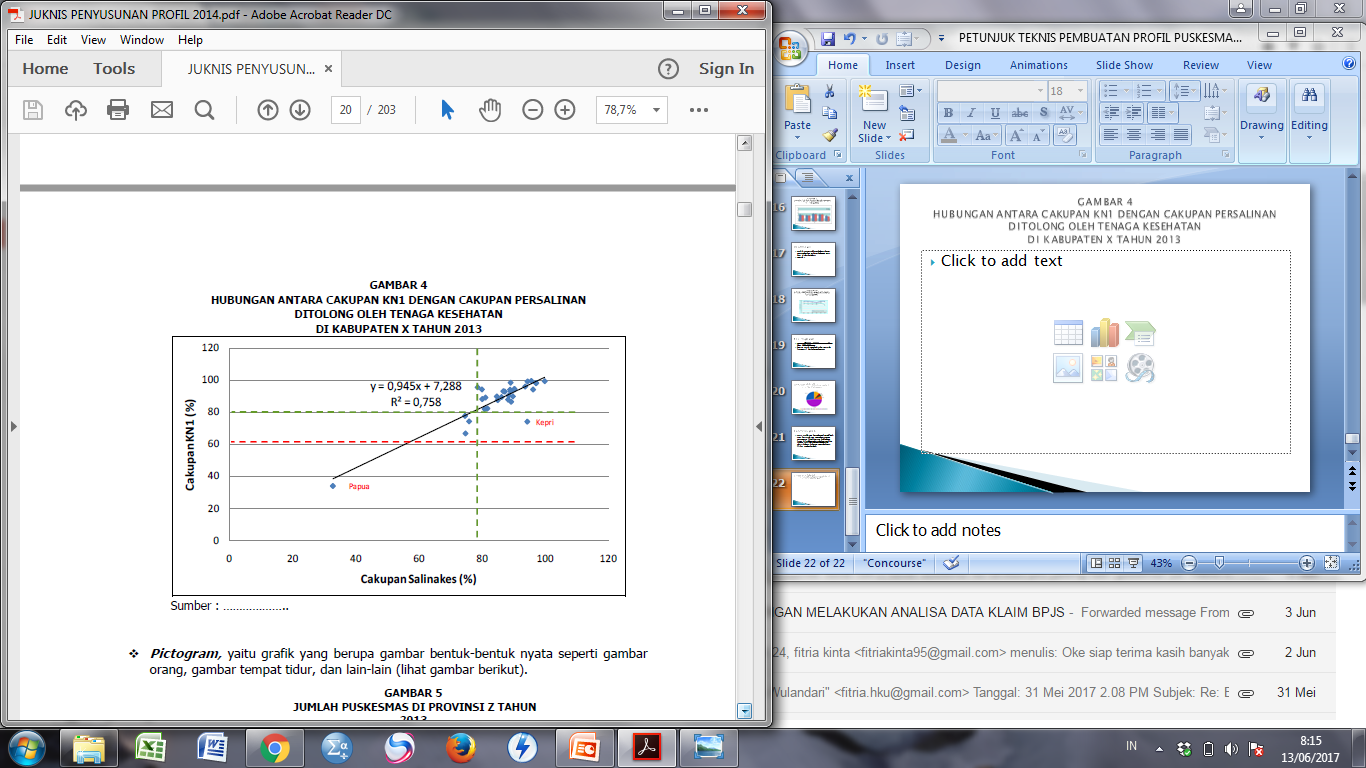 JUKNIS PENYUSUNAN PROFIL 2014.pdf - Adobe Acrobat Reader DC
File Edit View Window Help
Home Tools JUKNIS PENYUSUN... × Sign In
20 / 203 78,7%
GAMBAR 4
HUBUNGAN ANTARA CAKUPAN KN1 DENGAN CAKUPAN PERSALINAN
DITOLONG OLEH TENAGA KESEHATAN
DI KABUPATEN X TAHUN 2013
120
100
80
60
40
20
0
Cakupan KN1 (%)
y = 0,945x + 7,288
R² = 0,758
Kepri
Papua
0 20 40 60 80 100 120
Cakupan Salinakes (%)
Sumber : ………………..
❖ Pictogram, yaitu grafik yang berupa gambar bentuk-bentuk nyata seperti gambar
orang, gambar tempat tidur, dan lain-lain (lihat gambar berikut).
GAMBAR 5
JUMLAH PUSKESMAS DI PROVINSI Z TAHUN
2013
PETUNJUK TEKNIS PEMBUATAN PROFIL PUSKESMA...
Home Insert Design Animations Slide Show Review View
Paste
New
Slide
18
B I U abc S AV
A Aa A A
Drawing
Editing
Clipboard Slides Font Paragraph
16
17
18
19
20
21
22
GAMBAR 4
HUBUNGAN ANTARA CAKUPAN KN1 DENGAN CAKUPAN PERSALINAN
DITOLONG OLEH TENAGA KESEHATAN
DI KABUPATEN X TAHUN 2013
Click to add text
Click to add notes
Slide 22 of 22 "Concourse" 43%
GAN MELAKUKAN ANALISA DATA KLAIM BPJS - Forwarded message From 3 Jun
24, fitria kinta <fitriakinta95@gmail.com> menulis: Oke siap terima kasih banyak 2 Jun
Wulandari" <fitria.hku@gmail.com> Tanggal: 31 Mei 2017 2.08 PM Subjek: Re: E 31 Mei
IN
8:15
13/06/2017